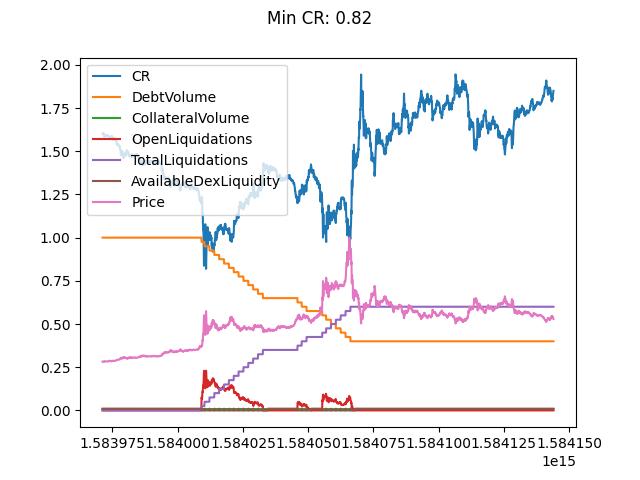 Min CR: 0.82
2.00
1.75
1.50
1.25
1.00
0.75
0.50
0.25
0.00
CR
DebtVolume
CollateralVolume
OpenLiquidations
TotalLiquidations
AvailableDexLiquidity
Price
1.583975 1.584000 1.584025 1.584050 1.584075 1.584100 1.584125 1.584150
1e15